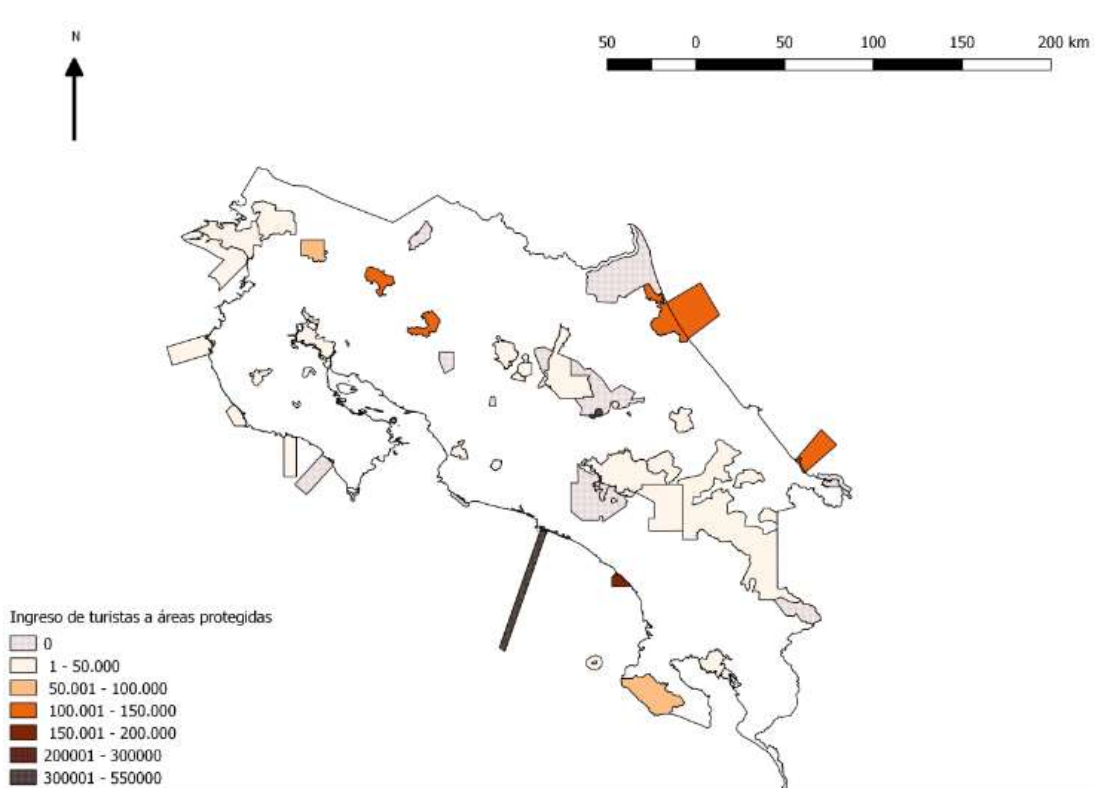 N
50 0 50 100 150 200 km
Ingreso de turistas a áreas protegidas
0
1 - 50.000
50.001 - 100.000
100.001 - 150.000
150.001 - 200.000
200001 - 300000
300001 - 550000